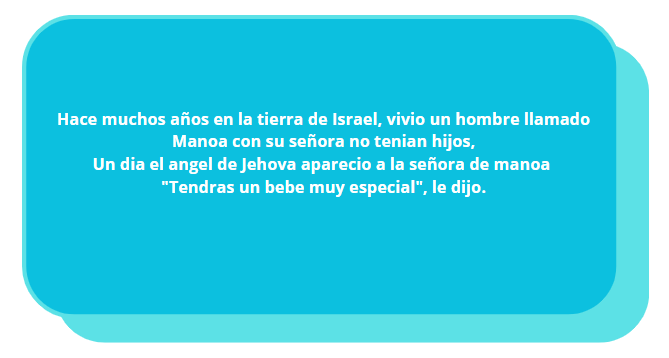 Hace muchos años en la tierra de Israel, vivio un hombre llamado
Manoa con su señora no tenian hijos,
Un dia el angel de Jehova aparecio a la señora de manoa
"Tendras un bebe muy especial", le dijo.